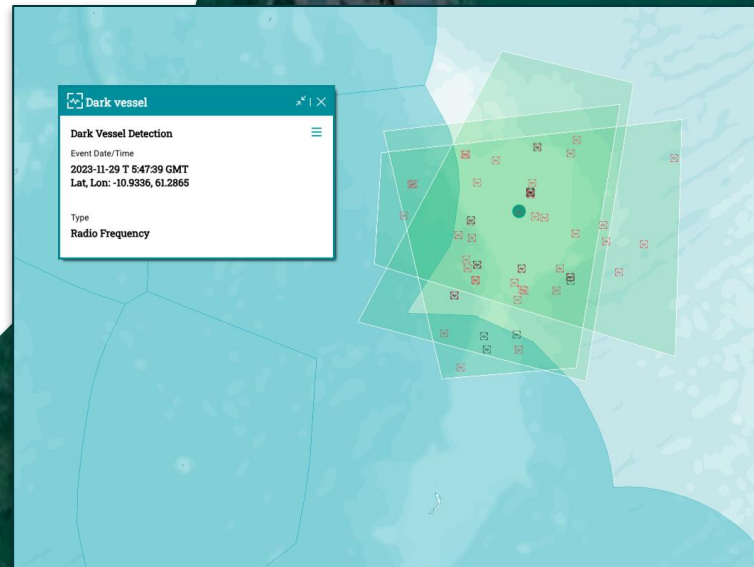 Dark vessel
Dark Vessel Detection
Event Date/Time
2023-11-29 T 5:47:39 GMT
Lat, Lon: -10.9336, 61.2865
Type
Radio Frequency